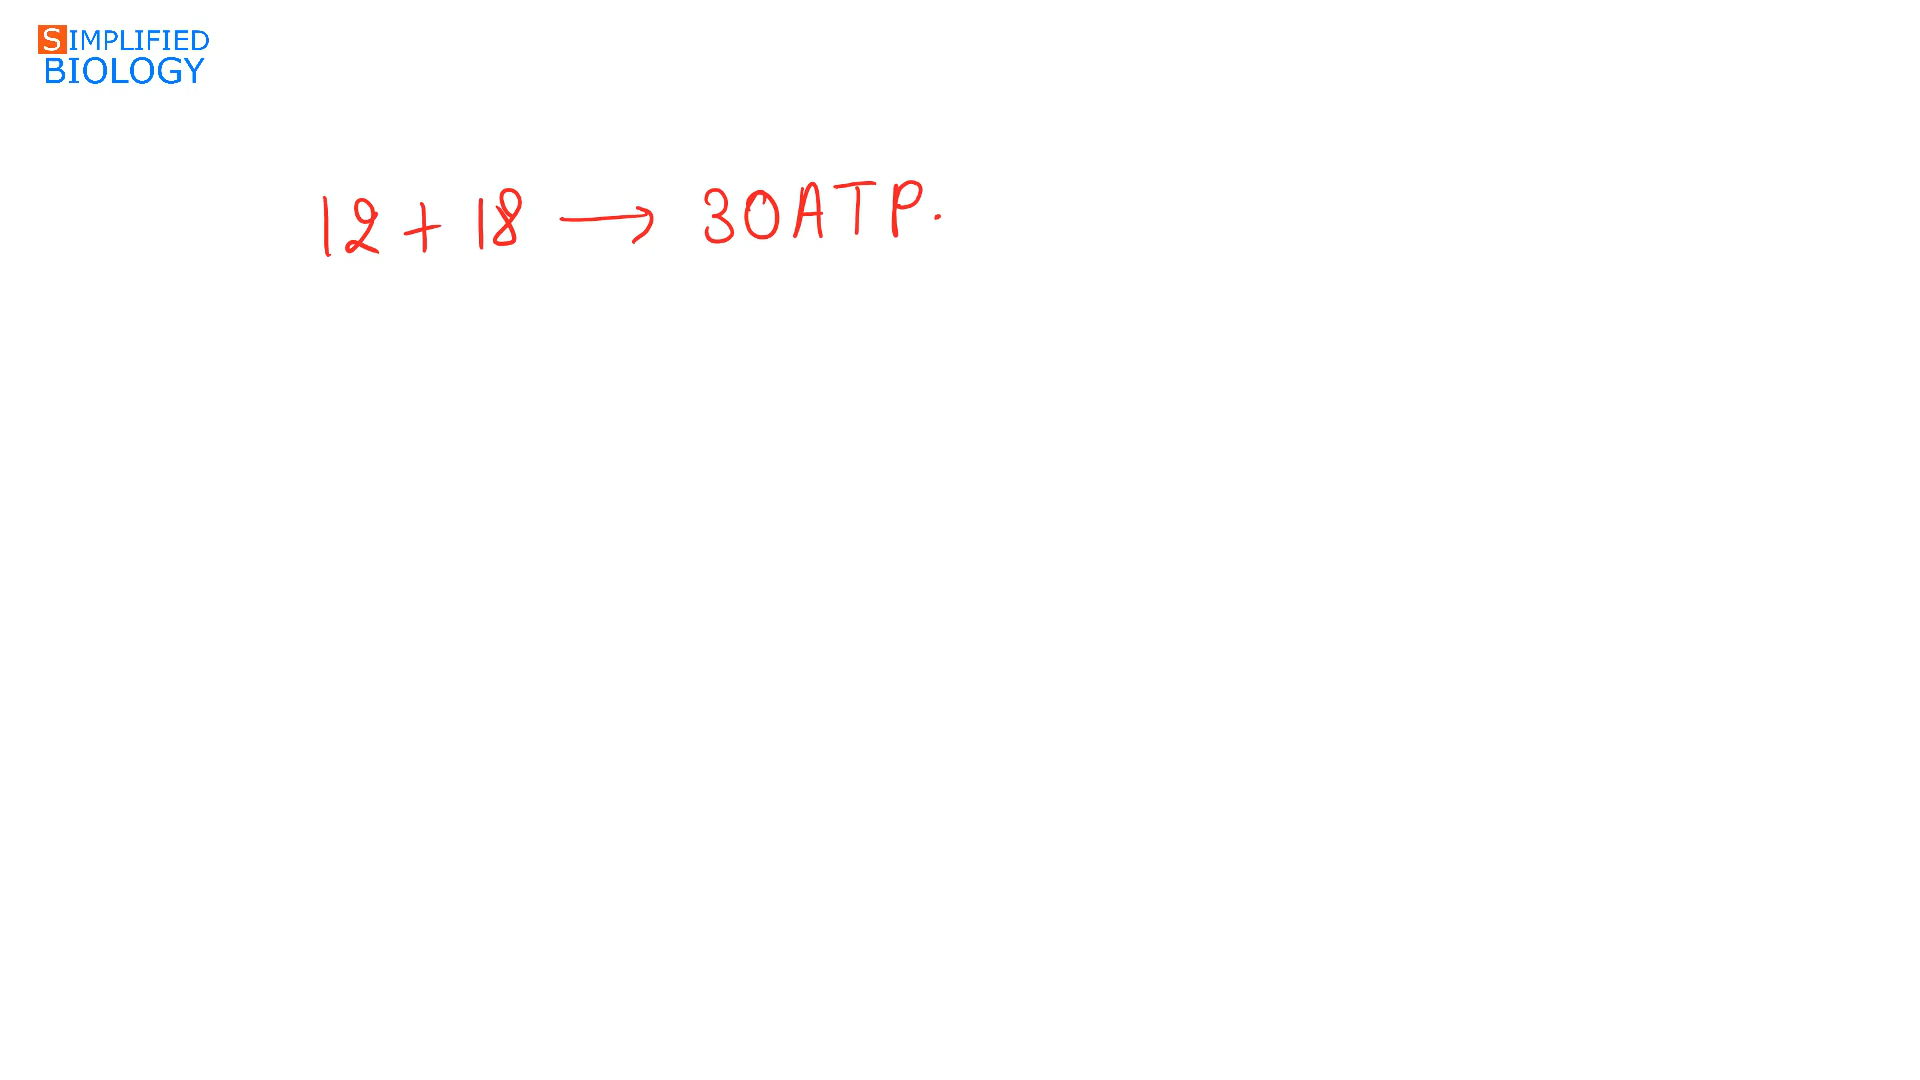 SIMPLIFIED
BIOLOGY
12 + 18 → 30ATP.